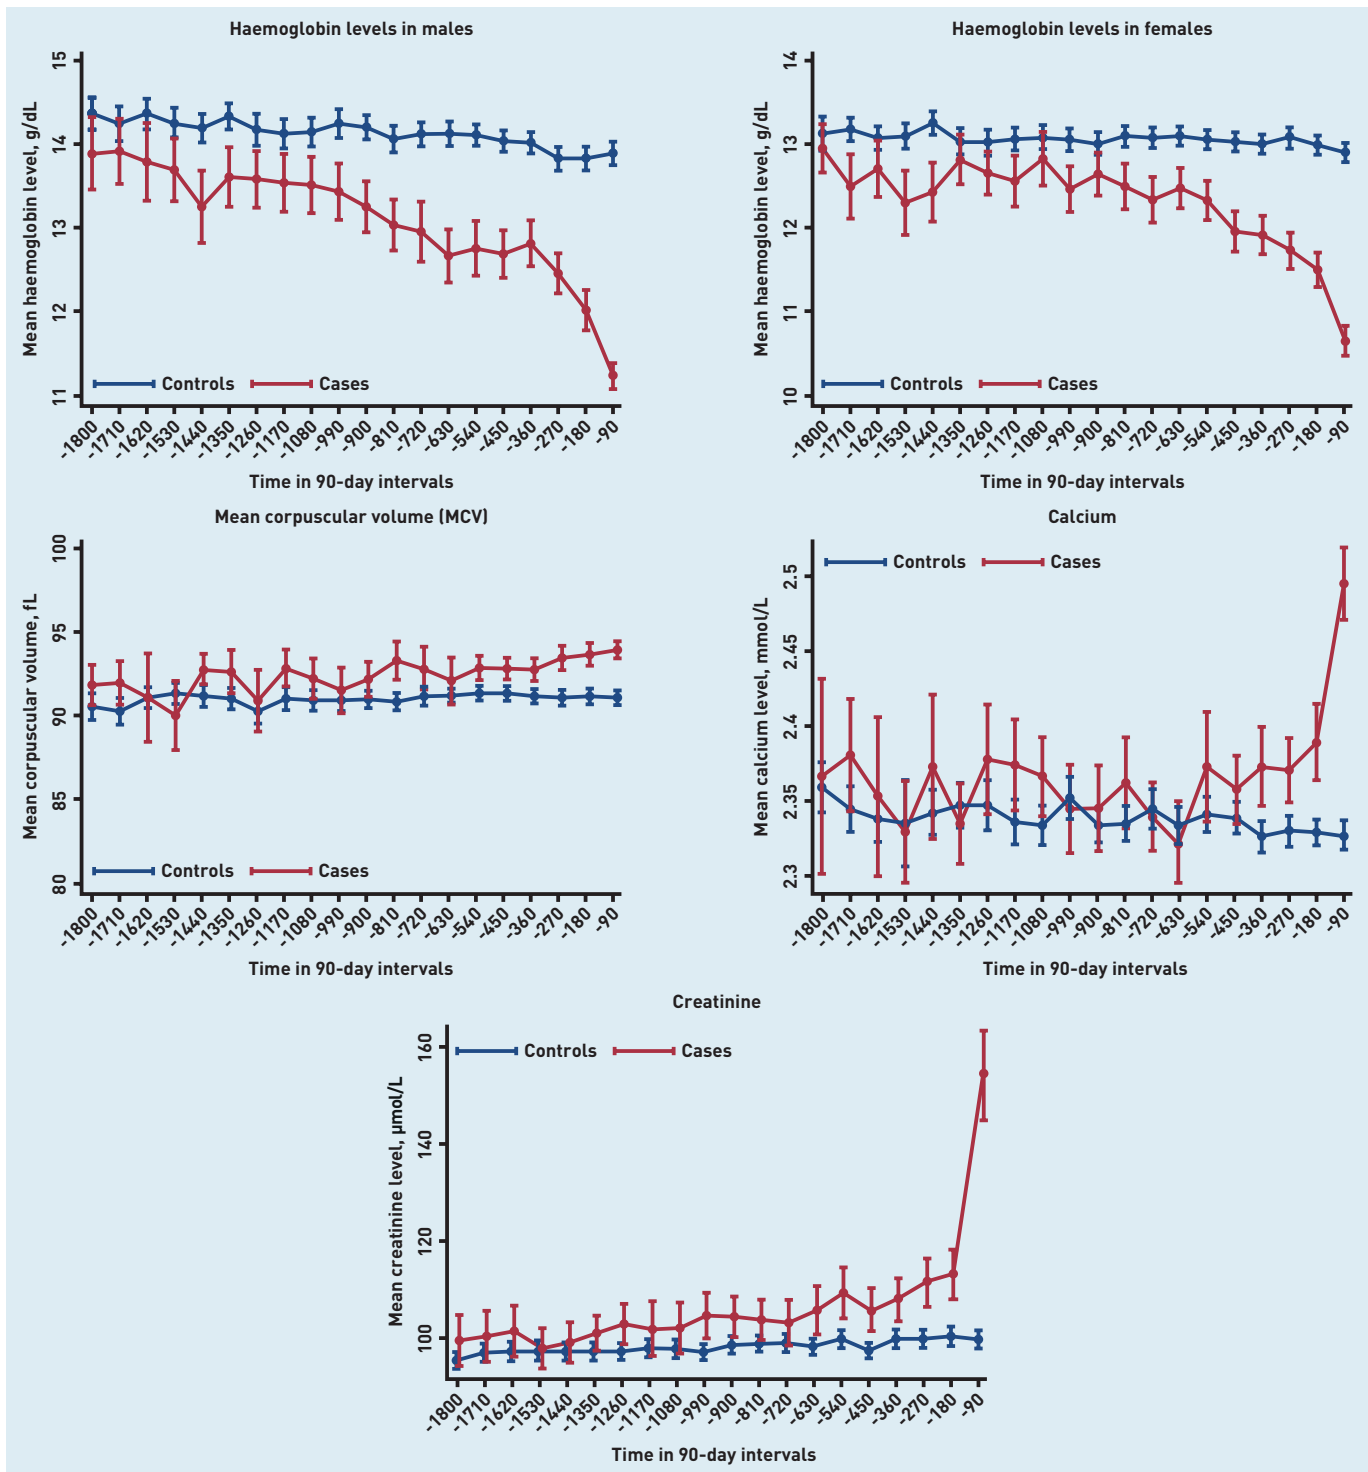 Haemoglobin levels in males
Mean haemoglobin level, g/dL
15
14
13
12
11
Controls Cases
-1800 -1710 -1620 -1530 -1440 -1350 -1260 -1170 -1080 -990 -900 -810 -720 -630 -540 -450 -360 -270 -180 -90
Time in 90-day intervals
Haemoglobin levels in females
Mean haemoglobin level, g/dL
14
13
12
11
10
Controls Cases
-1800 -1710 -1620 -1530 -1440 -1350 -1260 -1170 -1080 -990 -900 -810 -720 -630 -540 -450 -360 -270 -180 -90
Time in 90-day intervals
Mean corpuscular volume (MCV)
Mean corpuscular volume, fL
100
95
90
85
80
Controls Cases
-1800 -1710 -1620 -1530 -1440 -1350 -1260 -1170 -1080 -990 -900 -810 -720 -630 -540 -450 -360 -270 -180 -90
Time in 90-day intervals
Calcium
Mean calcium level, mmol/L
Controls Cases
2.5
2.45
2.4
2.35
2.3
-1800 -1710 -1620 -1530 -1440 -1350 -1260 -1170 -1080 -990 -900 -810 -720 -630 -540 -450 -360 -270 -180 -90
Time in 90-day intervals
Creatinine
Mean creatinine level, µmol/L
Controls Cases
160
140
120
100
-1800 -1710 -1620 -1530 -1440 -1350 -1260 -1170 -1080 -990 -900 -810 -720 -630 -540 -450 -360 -270 -180 -90
Time in 90-day intervals